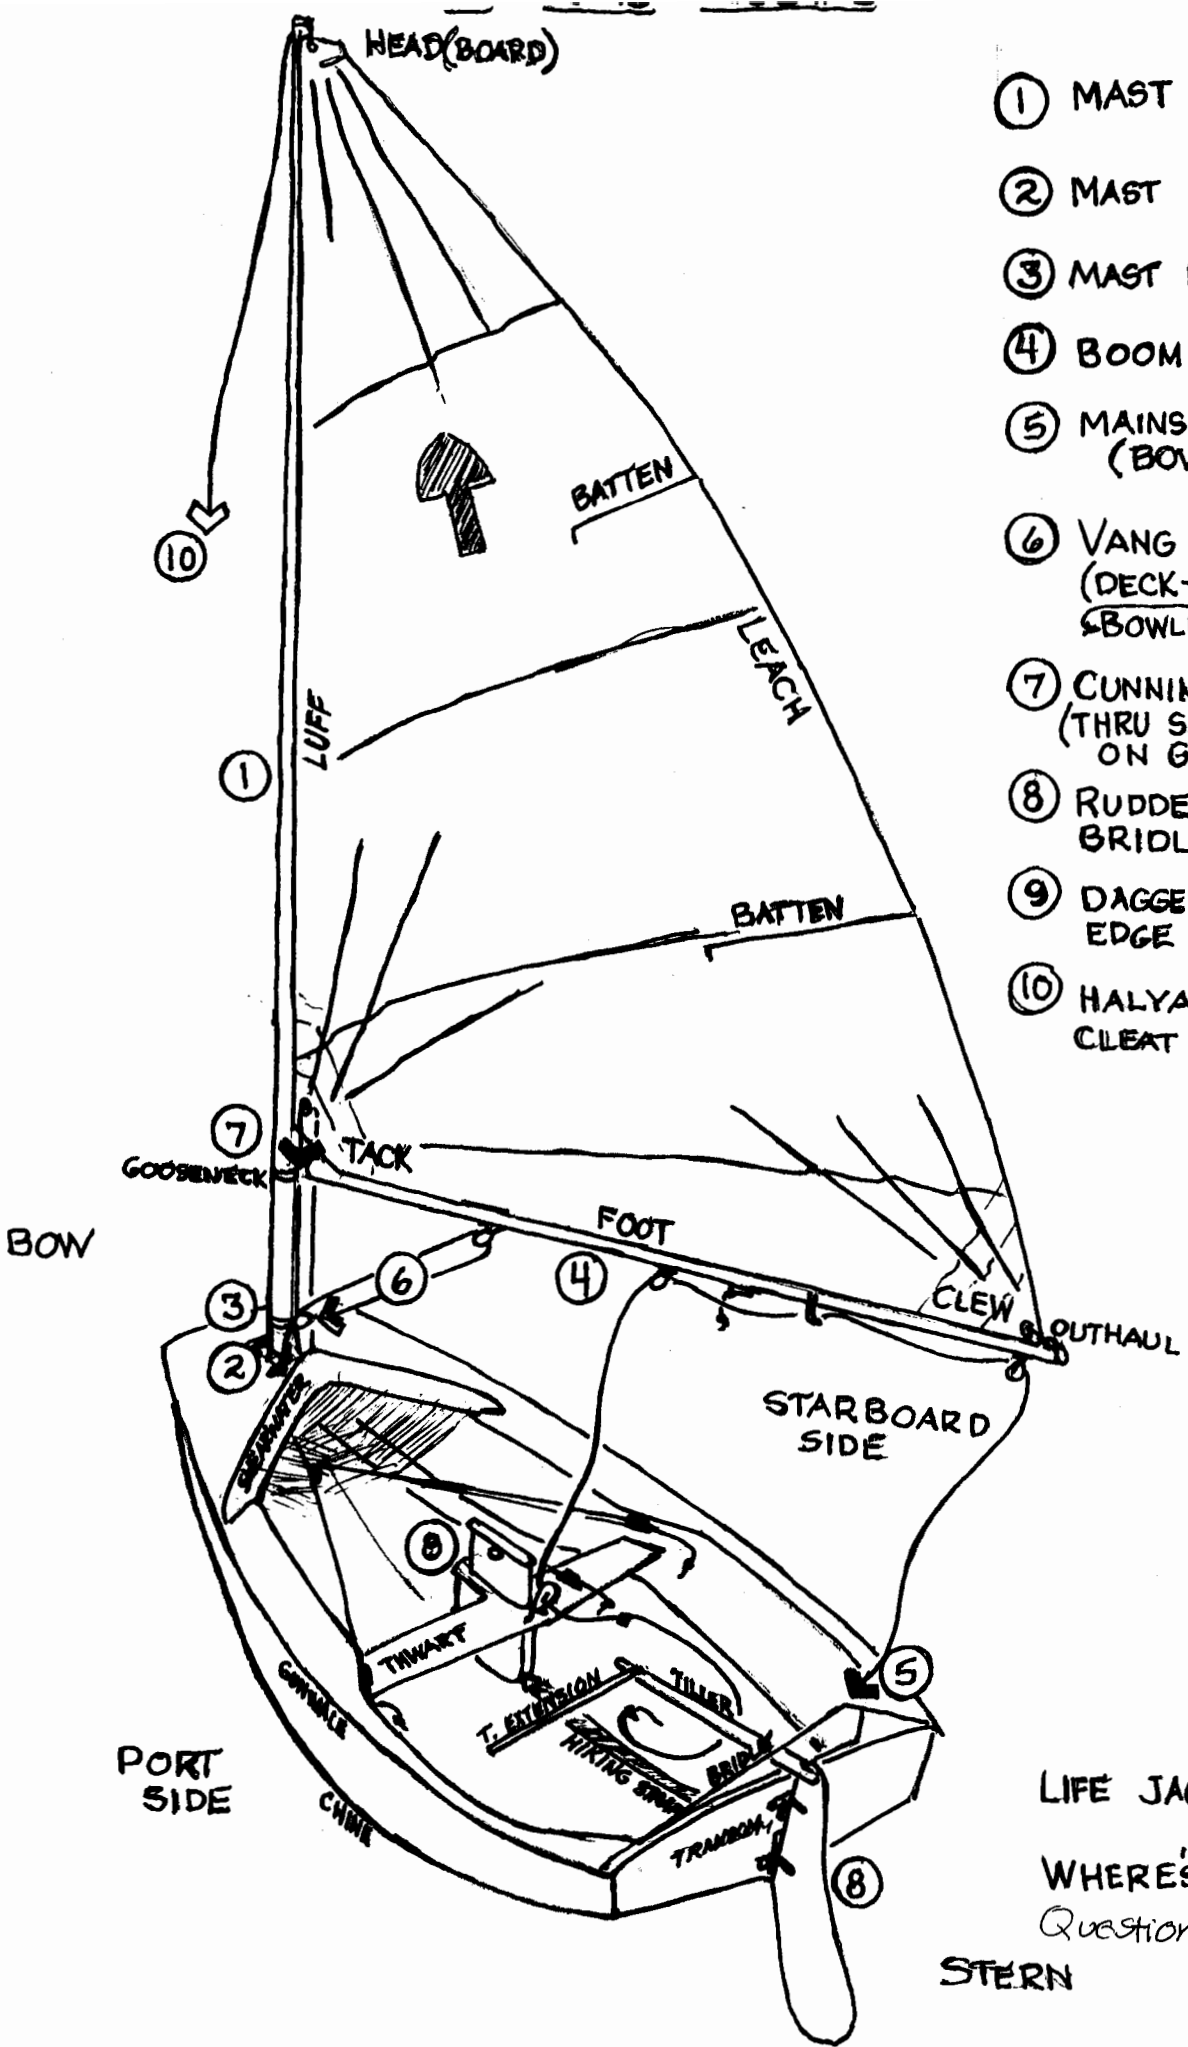 HEAD(BOARD)
① MAST
② MAST
③ MAST
④ BOOM
⑤ MAINS
(BOW
⑥ VANG
(DECK-
&BOWL
⑦ CUNNIN
(THRU S
ON G
⑧ RUDDE
BRIDL
⑨ DAGGE
EDGE
⑩ HALYA
CLEAT
BATTEN
⑩
LEACH
LUFF
①
BATTEN
⑦
TACK
GOOSENECK
BOW
FOOT
⑥
④
③
CLEW
OUTHAUL
②
SHEARWATER
STARBOARD
SIDE
⑧
THWART
⑤
T. EXTENSION
TILLER
GUNWALE
HIKING STRAP
BRIDLE
PORT
SIDE
CHINE
TRANSOM
LIFE JA
⑧
WHERE'S
Question
STERN